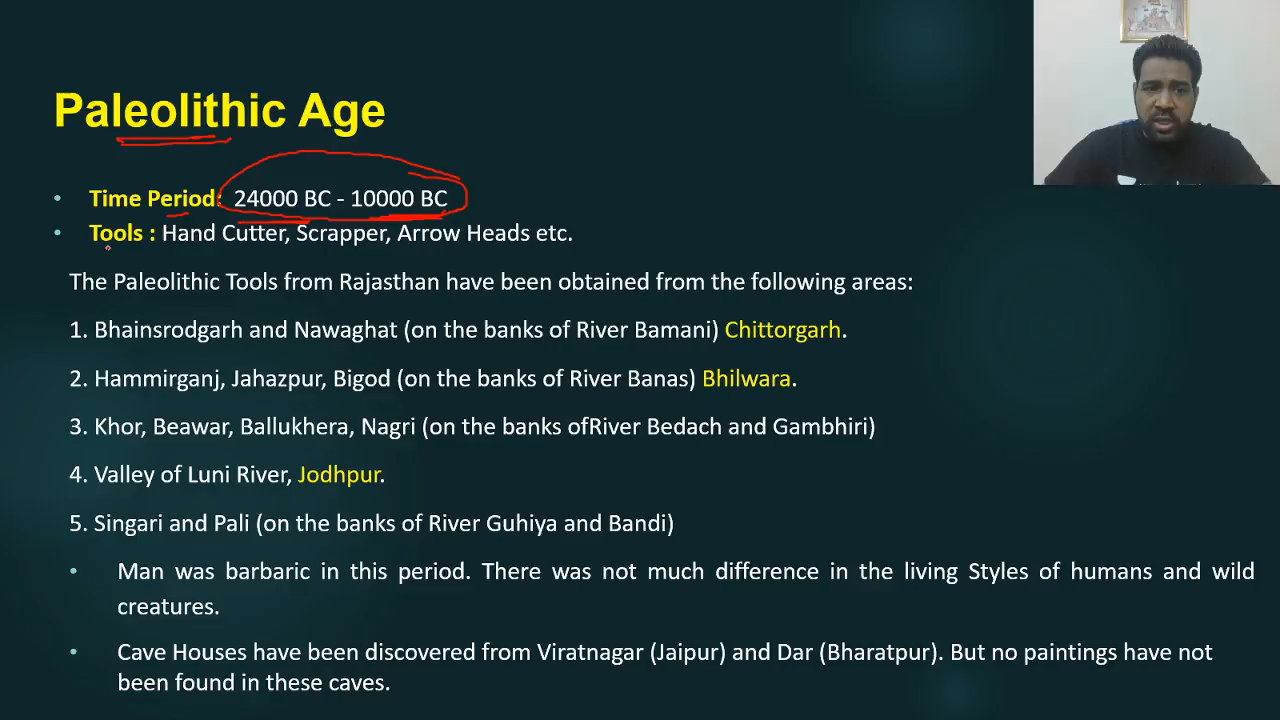 Paleolithic Age
• Time Period: 24000 BC - 10000 BC
• Tools : Hand Cutter, Scrapper, Arrow Heads etc.
The Paleolithic Tools from Rajasthan have been obtained from the following areas:
1. Bhainsrodgarh and Nawaghat (on the banks of River Bamani) Chittorgarh.
2. Hammirganj, Jahazpur, Bigod (on the banks of River Banas) Bhilwara.
3. Khor, Beawar, Ballukhera, Nagri (on the banks ofRiver Bedach and Gambhiri)
4. Valley of Luni River, Jodhpur.
5. Singari and Pali (on the banks of River Guhiya and Bandi)
• Man was barbaric in this period. There was not much difference in the living Styles of humans and wild
creatures.
• Cave Houses have been discovered from Viratnagar (Jaipur) and Dar (Bharatpur). But no paintings have not
been found in these caves.